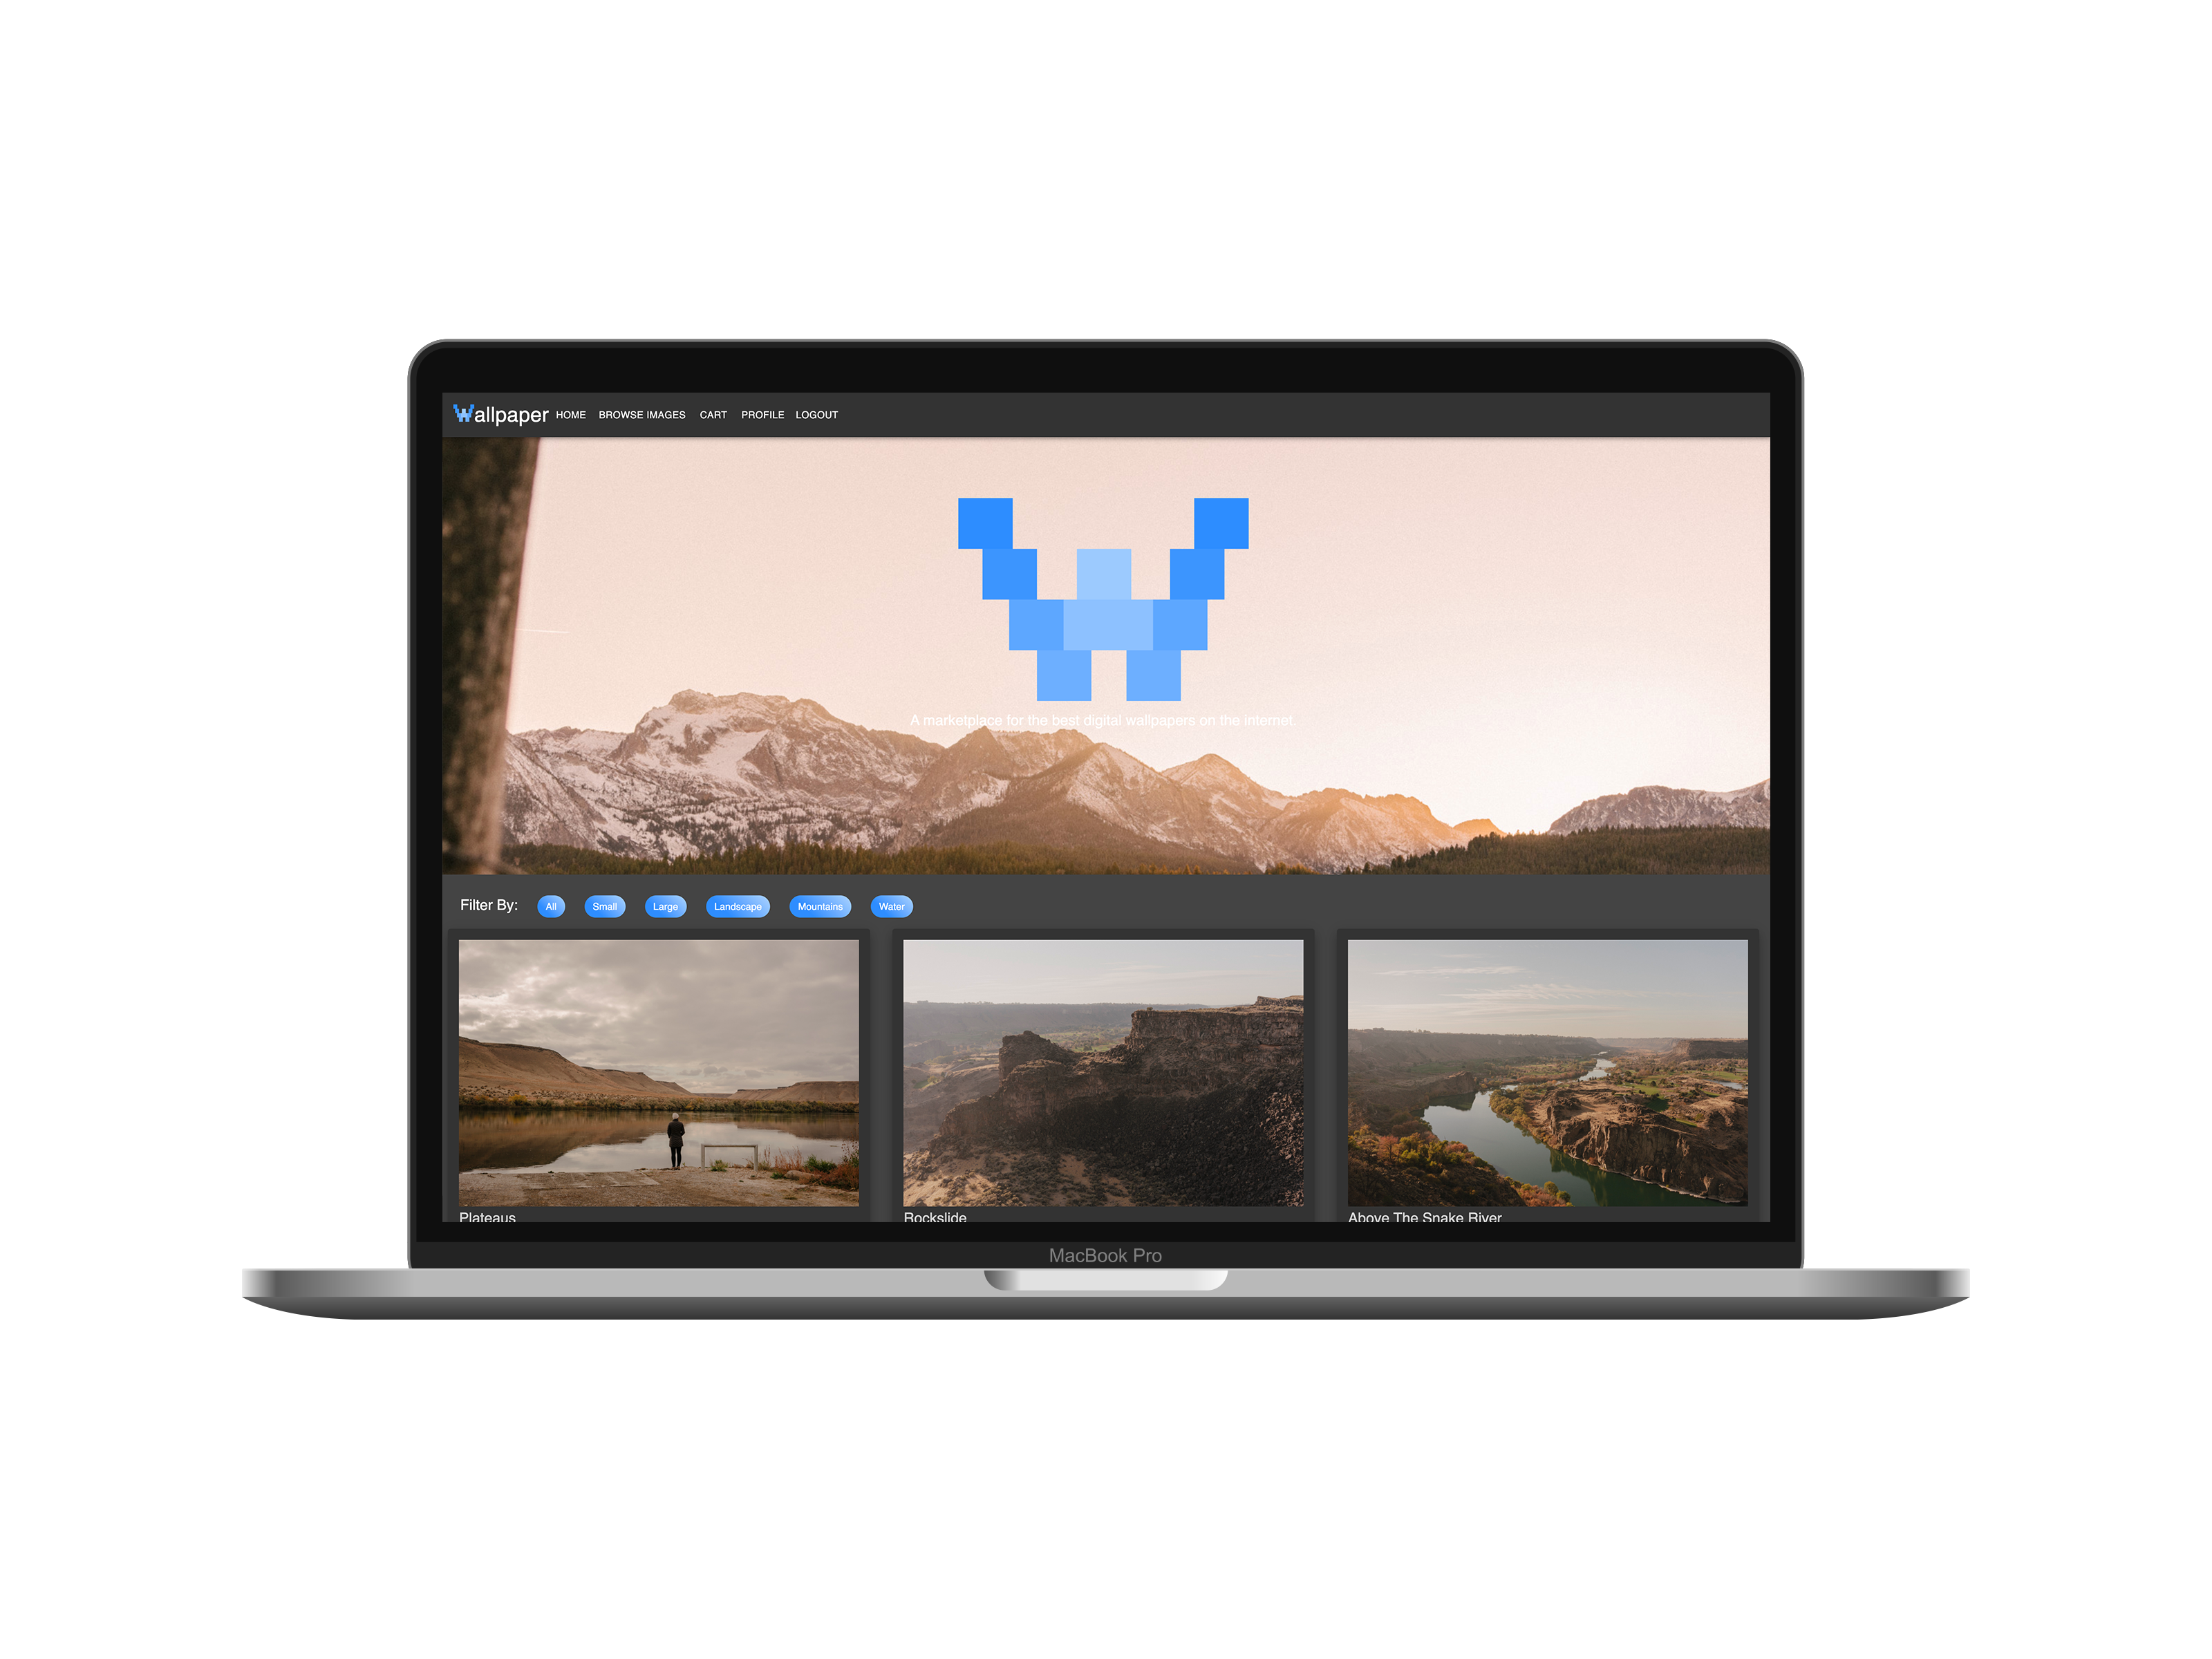 Wallpaper HOME BROWSE IMAGES CART PROFILE LOGOUT
A marketplace for the best digital wallpapers on the internet.
Filter By: All Small Large Landscape Mountains Water
Plateaus Rockslide Above The Snake River
MacBook Pro